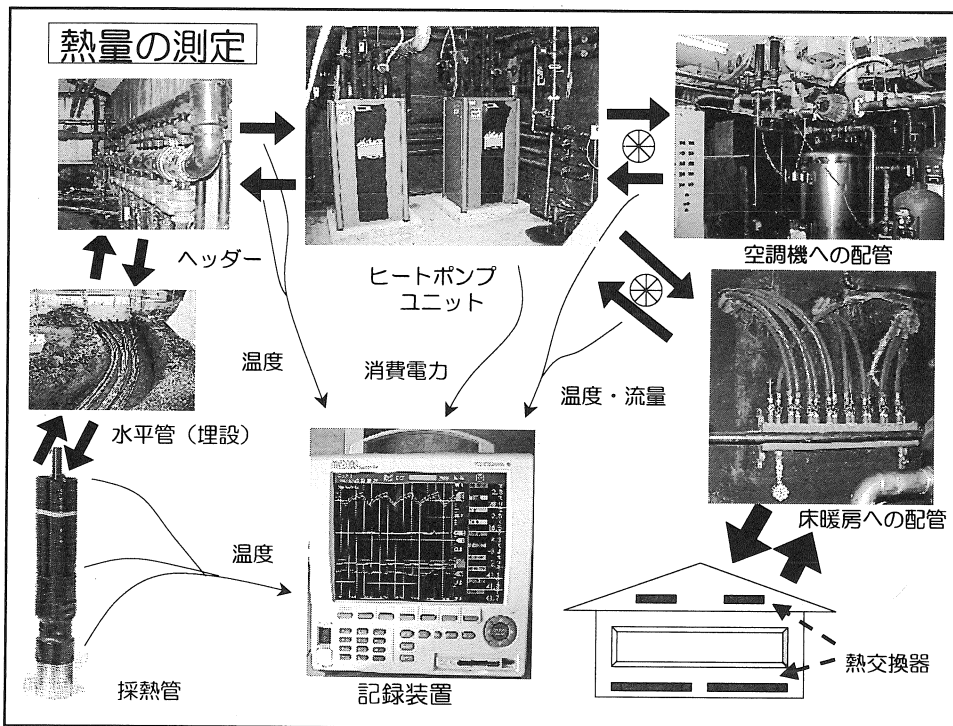 熱量の測定
ヘッダー
ヒートポンプ
ユニット
空調機への配管
温度
消費電力
温度・流量
水平管（埋設）
床暖房への配管
温度
熱交換器
採熱管
記録装置